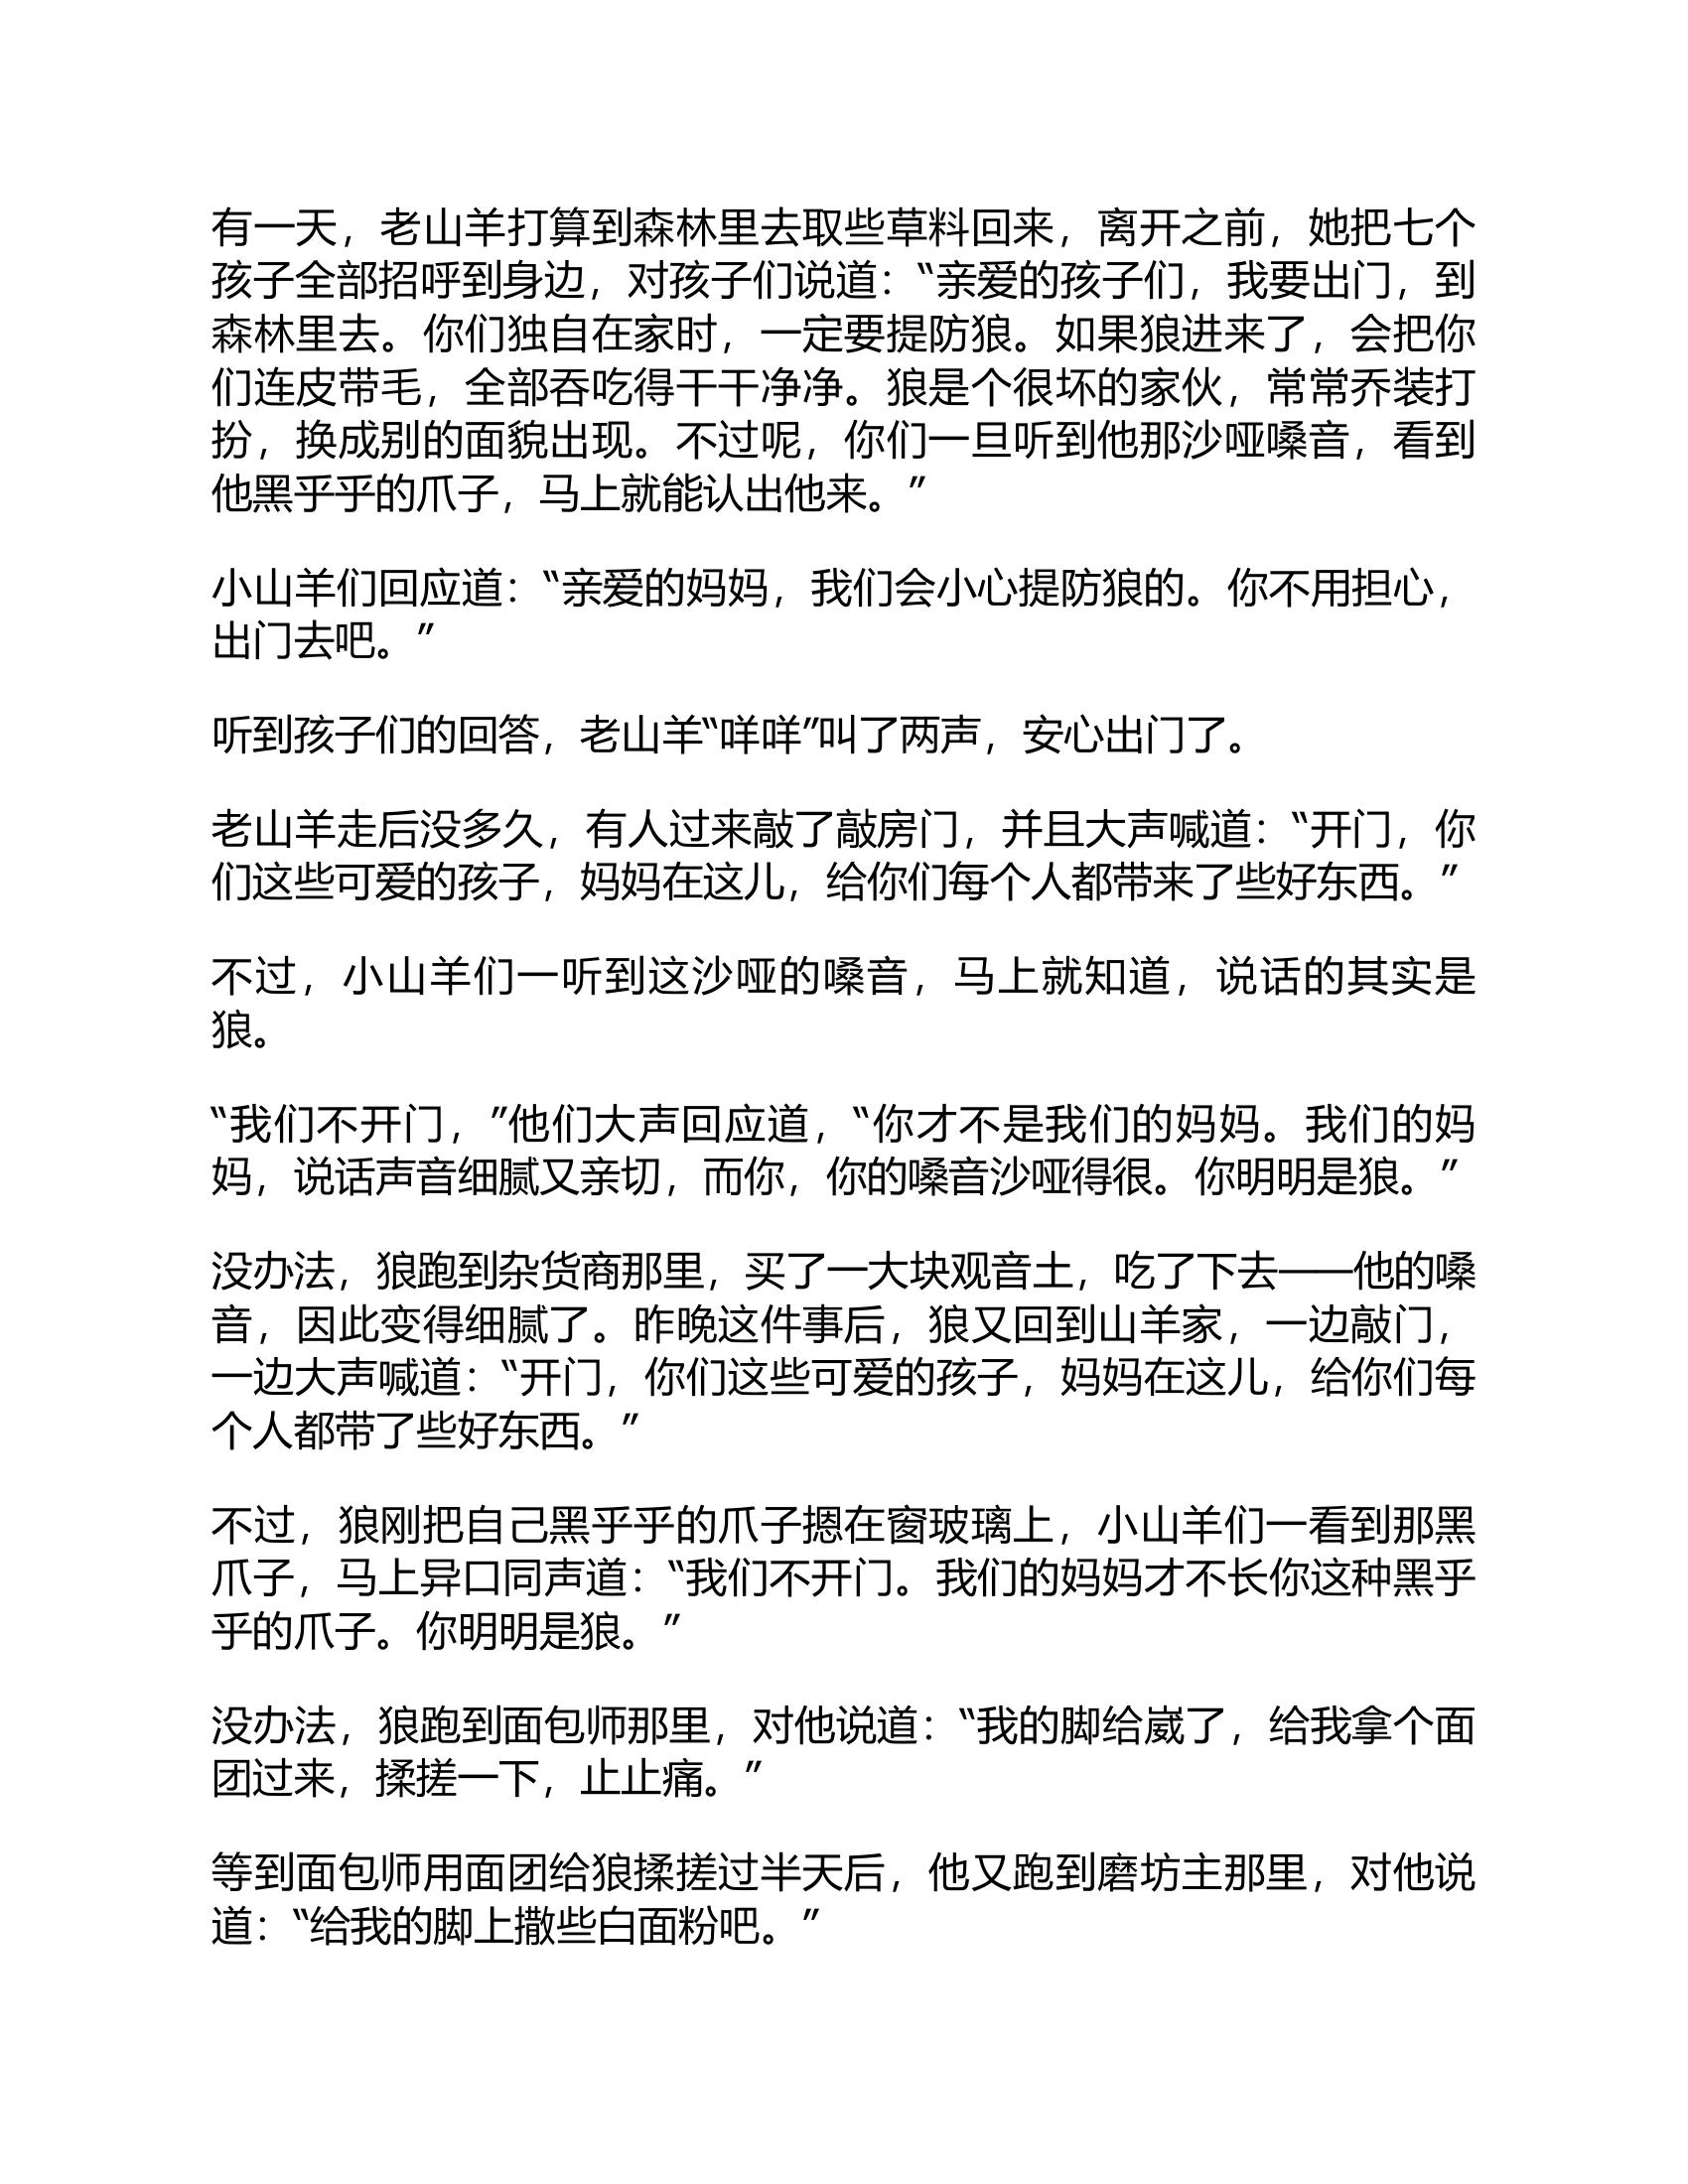 有一天，老山羊打算到森林里去取些草料回来，离开之前，她把七个
孩子全部招呼到身边，对孩子们说道：“亲爱的孩子们，我要出门，到
森林里去。你们独自在家时，一定要提防狼。如果狼进来了，会把你
们连皮带毛，全部吞吃得干干净净。狼是个很坏的家伙，常常乔装打
扮，换成别的面貌出现。不过呢，你们一旦听到他那沙哑嗓音，看到
他黑乎乎的爪子，马上就能认出他来。”
小山羊们回应道：“亲爱的妈妈，我们会小心提防狼的。你不用担心，
出门去吧。”
听到孩子们的回答，老山羊“咩咩”叫了两声，安心出门了。
老山羊走后没多久，有人过来敲了敲房门，并且大声喊道：“开门，你
们这些可爱的孩子，妈妈在这儿，给你们每个人都带来了些好东西。”
不过，小山羊们一听到这沙哑的嗓音，马上就知道，说话的其实是
狼。
“我们不开门，”他们大声回应道，“你才不是我们的妈妈。我们的妈
妈，说话声音细腻又亲切，而你，你的嗓音沙哑得很。你明明是狼。”
没办法，狼跑到杂货商那里，买了一大块观音土，吃了下去——他的嗓
音，因此变得细腻了。昨晚这件事后，狼又回到山羊家，一边敲门，
一边大声喊道：“开门，你们这些可爱的孩子，妈妈在这儿，给你们每
个人都带了些好东西。”
不过，狼刚把自己黑乎乎的爪子摁在窗玻璃上，小山羊们一看到那黑
爪子，马上异口同声道：“我们不开门。我们的妈妈才不长你这种黑乎
乎的爪子。你明明是狼。”
没办法，狼跑到面包师那里，对他说道：“我的脚给崴了，给我拿个面
团过来，揉搓一下，止止痛。”
等到面包师用面团给狼揉搓过半天后，他又跑到磨坊主那里，对他说
道：“给我的脚上撒些白面粉吧。”